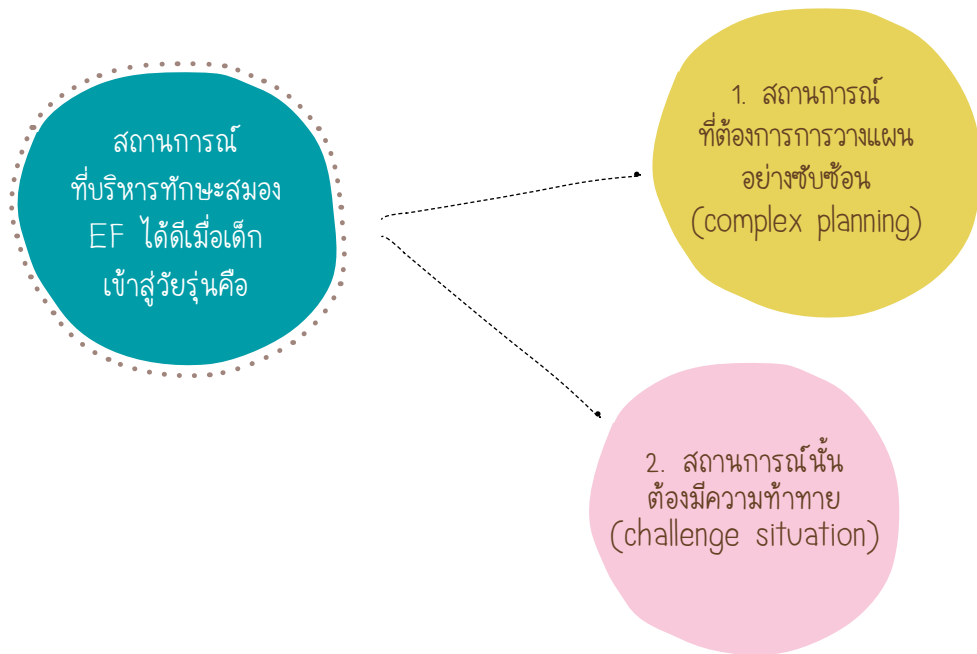 สถานการณ์
ที่บริหารทักษะสมอง
EF ได้ดีเมื่อเด็ก
เข้าสู่วัยรุ่นคือ
1. สถานการณ์
ที่ต้องการการวางแผน
อย่างซับซ้อน
(complex planning)
2. สถานการณ์นั้น
ต้องมีความท้าทาย
(challenge situation)